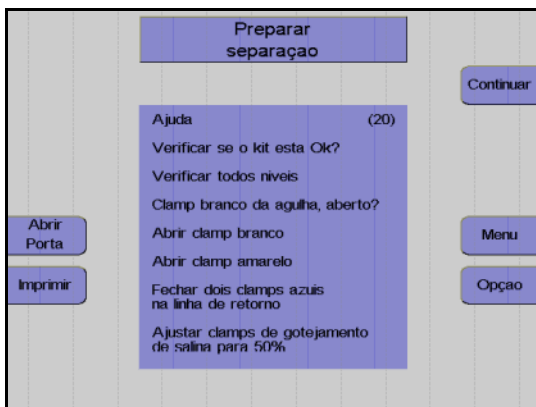 Preparar
separaçao
Continuar
Ajuda (20)
Verificar se o kit esta Ok?
Verificar todos niveis
Clamp branco da agulha, aberto?
Abrir
Porta
Abrir clamp branco
Menu
Abrir clamp amarelo
Imprimir
Opçao
Fechar dois clamps azuis
na linha de retorno
Ajustar clamps de gotejamento
de salina para 50%